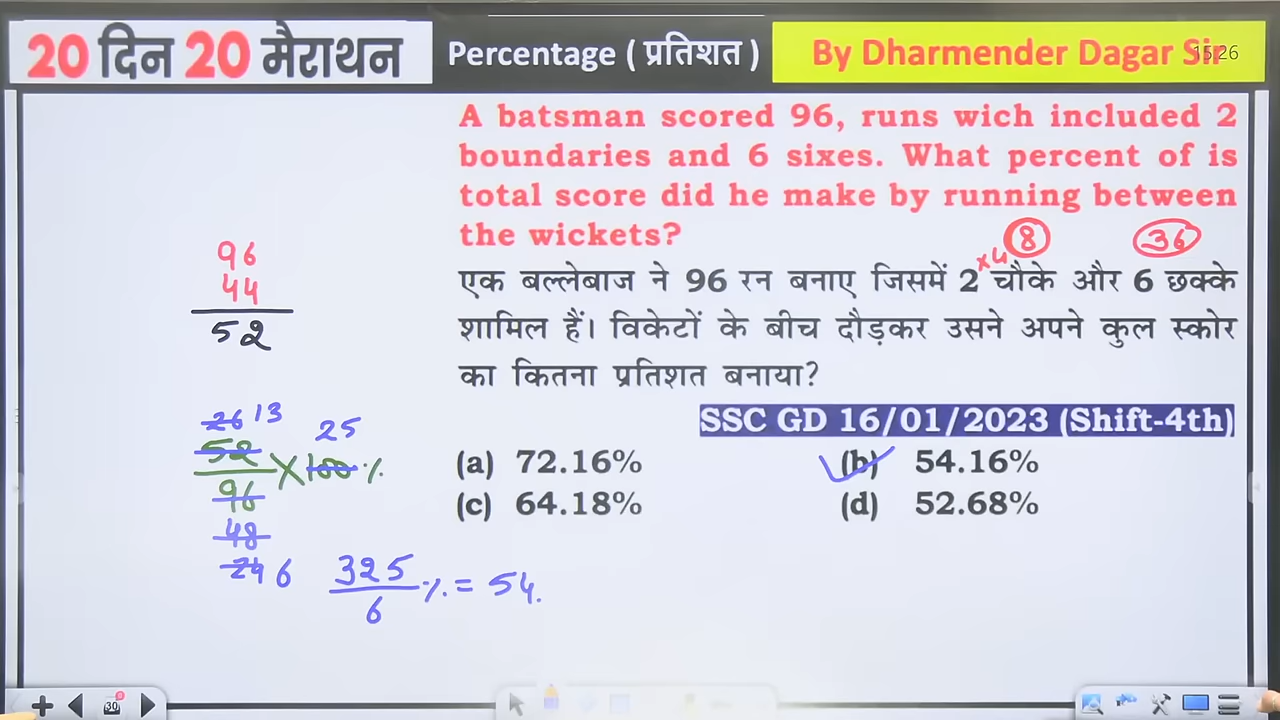 20 दिन 20 मैराथन
Percentage ( प्रतिशत )
By Dharmender Dagar Sir
15:26
A batsman scored 96, runs wich included 2
boundaries and 6 sixes. What percent of is
total score did he make by running between
the wickets?
8
36
×4
एक बल्लेबाज ने 96 रन बनाए जिसमें 2 चौके और 6 छक्के
शामिल हैं। विकेटों के बीच दौड़कर उसने अपने कुल स्कोर
का कितना प्रतिशत बनाया?
SSC GD 16/01/2023 (Shift-4th)
(a) 72.16%
(b) 54.16%
(c) 64.18%
(d) 52.68%
96
44
52
26 13
25
52
× 100 %
96
48
24 6
325
6
% = 54.
30